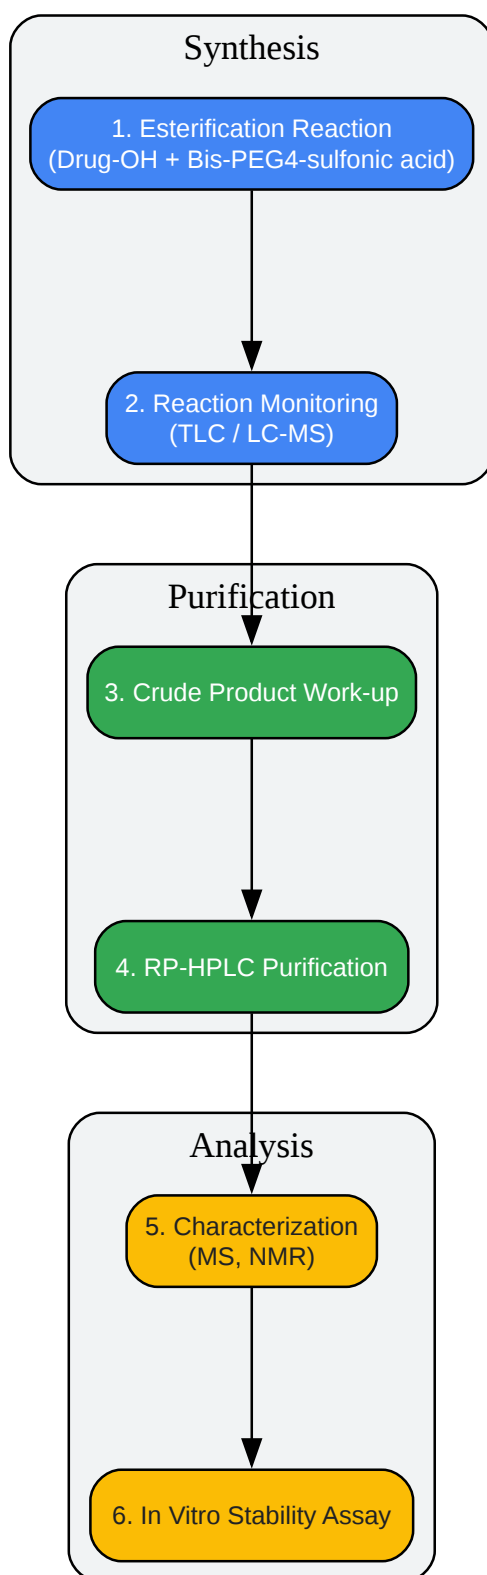 Synthesis
1. Esterification Reaction
(Drug-OH + Bis-PEG4-sulfonic acid)
2. Reaction Monitoring
(TLC / LC-MS)
Purification
3. Crude Product Work-up
4. RP-HPLC Purification
Analysis
5. Characterization
(MS, NMR)
6. In Vitro Stability Assay